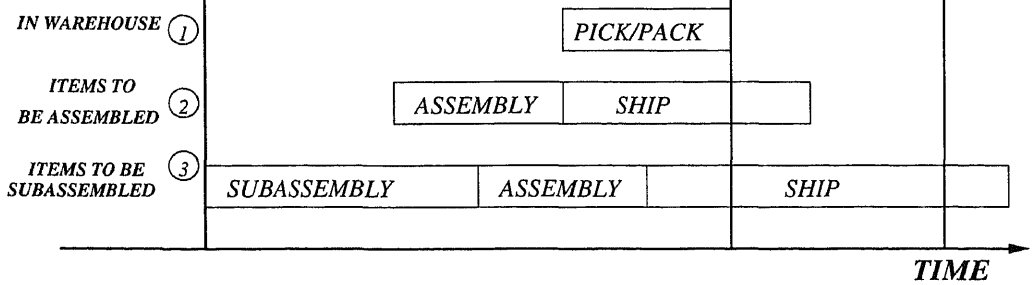 IN WAREHOUSE 1
PICK/PACK
ITEMS TO
BE ASSEMBLED 2
ASSEMBLY SHIP
ITEMS TO BE
SUBASSEMBLED 3
SUBASSEMBLY ASSEMBLY SHIP
TIME